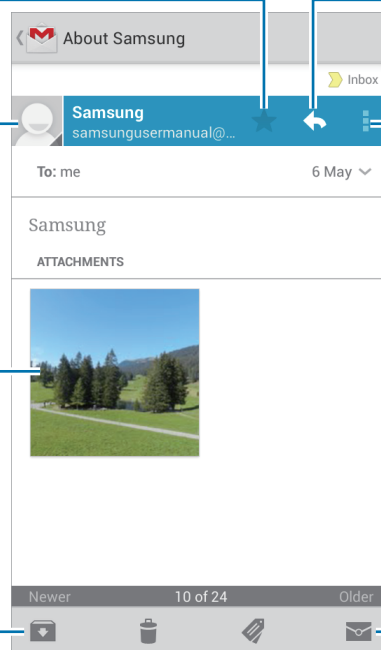 About Samsung
Inbox
Samsung
samsungusermanual@...
To: me 6 May
Samsung
ATTACHMENTS
Newer 10 of 24 Older